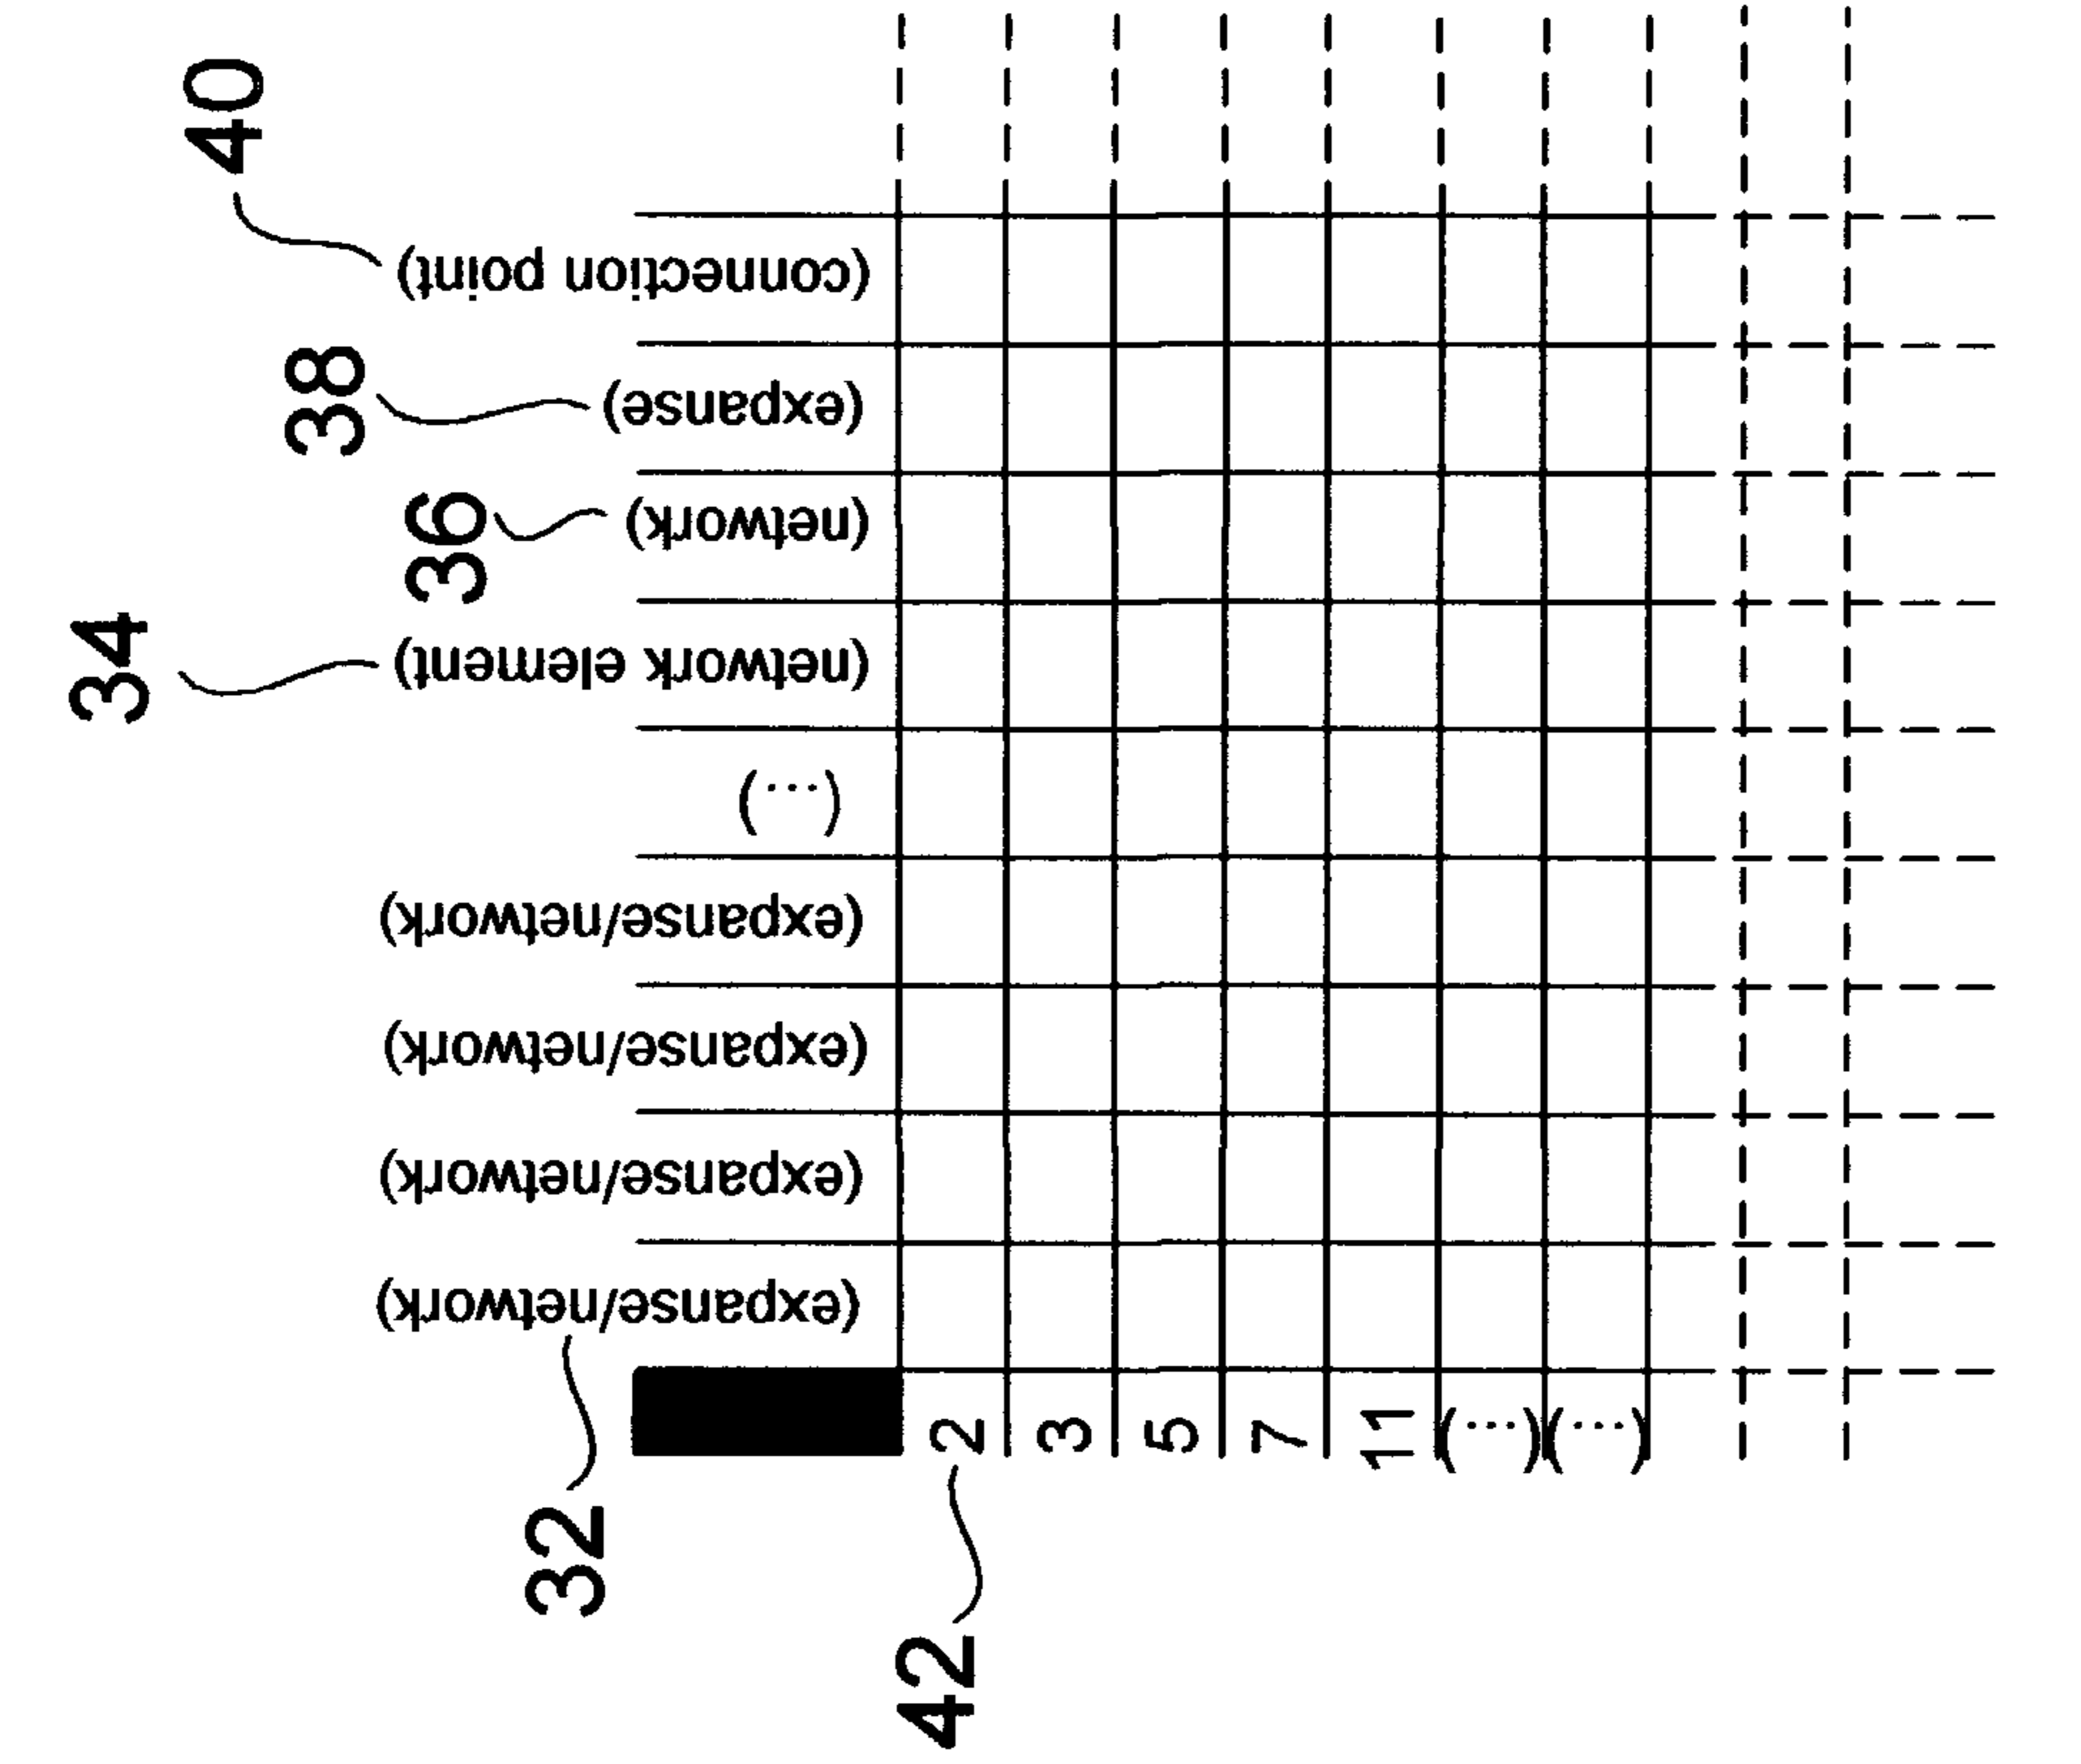 40
(connection point)
38
(expanse)
36
(network)
34
(network element)
(...)
(expanse/network)
(expanse/network)
(expanse/network)
(expanse/network)
32
2
3
5
7
11
(...)
(...)
42